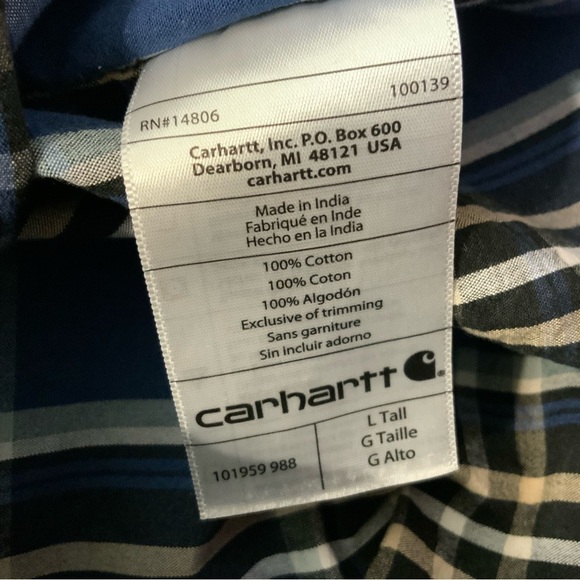 RN#14806 100139
Carhartt, Inc. P.O. Box 600
Dearborn, MI 48121 USA
carhartt.com
Made in India
Fabriqué en Inde
Hecho en la India
100% Cotton
100% Coton
100% Algodón
Exclusive of trimming
Sans garniture
Sin incluir adorno
carhartt
101959 988
L Tall
G Taille
G Alto